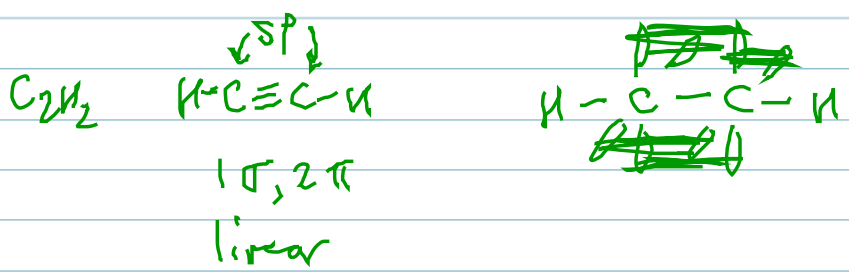 sp
C₂H₂ H-C≡C-H H-C-C-H
1σ, 2π
linear